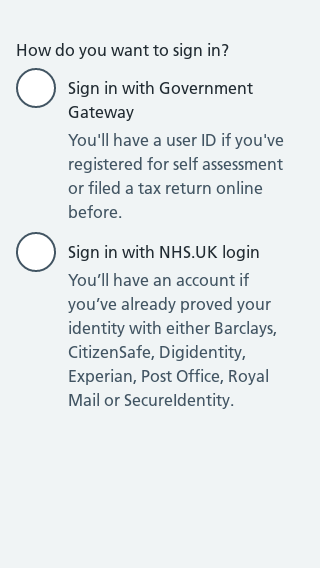 How do you want to sign in?
Sign in with Government
Gateway
You'll have a user ID if you've
registered for self assessment
or filed a tax return online
before.
Sign in with NHS.UK login
You’ll have an account if
you’ve already proved your
identity with either Barclays,
CitizenSafe, Digidentity,
Experian, Post Office, Royal
Mail or SecureIdentity.